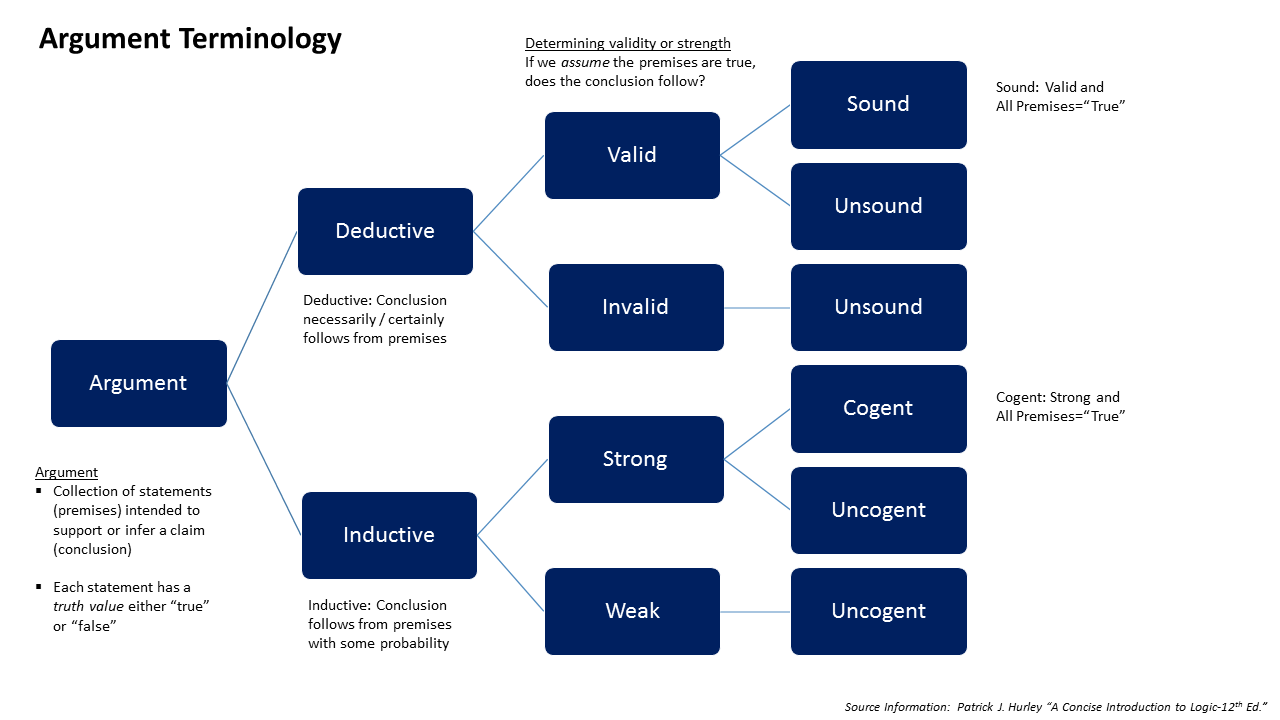 Argument Terminology
Determining validity or strength
If we assume the premises are true,
does the conclusion follow?
Sound
Sound: Valid and
All Premises=“True”
Valid
Unsound
Deductive
Deductive: Conclusion
necessarily / certainly
follows from premises
Invalid
Unsound
Argument
Argument
▪ Collection of statements
(premises) intended to
support or infer a claim
(conclusion)
▪ Each statement has a
truth value either “true”
or “false”
Cogent
Cogent: Strong and
All Premises=“True”
Strong
Uncogent
Inductive
Inductive: Conclusion
follows from premises
with some probability
Weak
Uncogent
Source Information: Patrick J. Hurley “A Concise Introduction to Logic-12th Ed.”